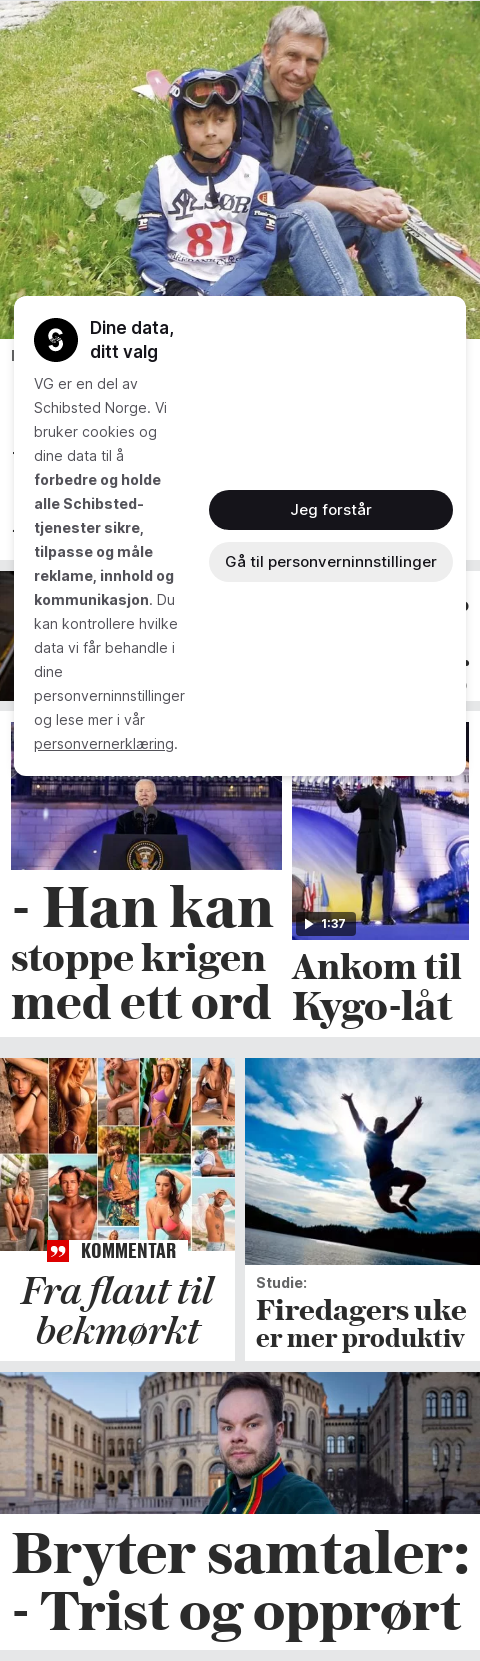 SØR
87
Dine data,
ditt valg
VG er en del av
Schibsted Norge. Vi
bruker cookies og
dine data til å
forbedre og holde
alle Schibsted-
tjenester sikre,
tilpasse og måle
reklame, innhold og
kommunikasjon. Du
kan kontrollere hvilke
data vi får behandle i
dine
personverninnstillinger
og lese mer i vår
personvernerklæring.
Jeg forstår
Gå til personverninnstillinger
1:37
- Han kan
stoppe krigen
med ett ord
Ankom til
Kygo-låt
KOMMENTAR
Fra flaut til
bekmørkt
Studie:
Firedagers uke
er mer produktiv
Bryter samtaler:
- Trist og opprørt